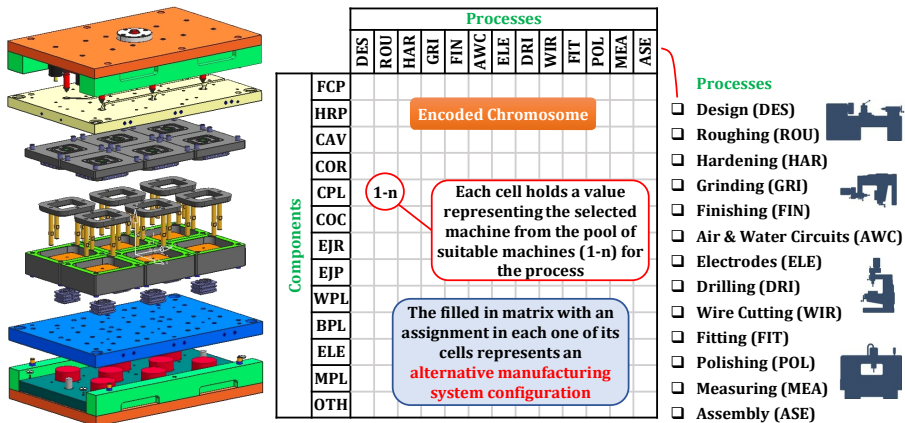 Processes
DES ROU HAR GRI FIN AWC ELE DRI WIR FIT POL MEA ASE
Components
FCP
HRP
CAV
COR
CPL
COC
EJR
EJP
WPL
BPL
ELE
MPL
OTH
Encoded Chromosome
1-n
Each cell holds a value
representing the selected
machine from the pool of
suitable machines (1-n) for
the process
The filled in matrix with an
assignment in each one of its
cells represents an
alternative manufacturing
system configuration
Processes
Design (DES)
Roughing (ROU)
Hardening (HAR)
Grinding (GRI)
Finishing (FIN)
Air & Water Circuits (AWC)
Electrodes (ELE)
Drilling (DRI)
Wire Cutting (WIR)
Fitting (FIT)
Polishing (POL)
Measuring (MEA)
Assembly (ASE)